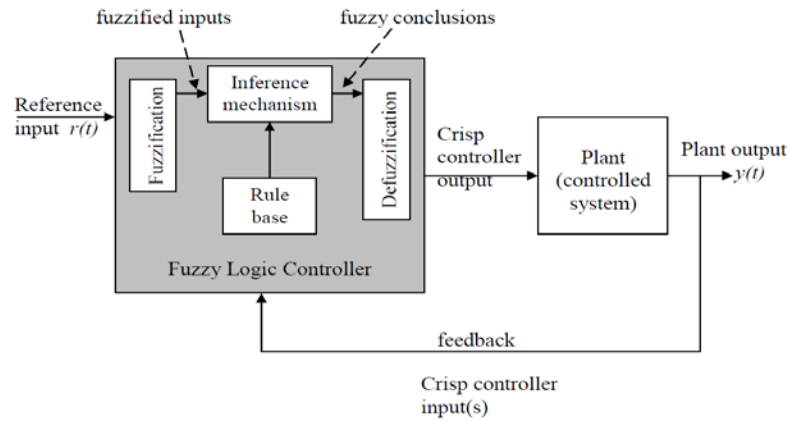 fuzzified inputs
fuzzy conclusions
Reference
input r(t)
Fuzzification
Inference
mechanism
Rule
base
Defuzzification
Fuzzy Logic Controller
Crisp
controller
output
Plant
(controlled
system)
Plant output
y(t)
feedback
Crisp controller
input(s)